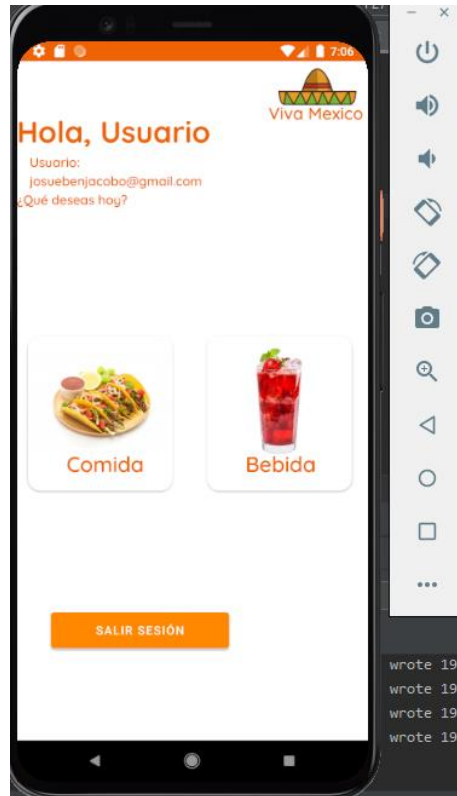 7:06
Viva Mexico
Hola, Usuario
Usuario:
josuebenjacobo@gmail.com
¿Qué deseas hoy?
Comida
Bebida
SALIR SESIÓN
wrote 19
wrote 19
wrote 19
wrote 19